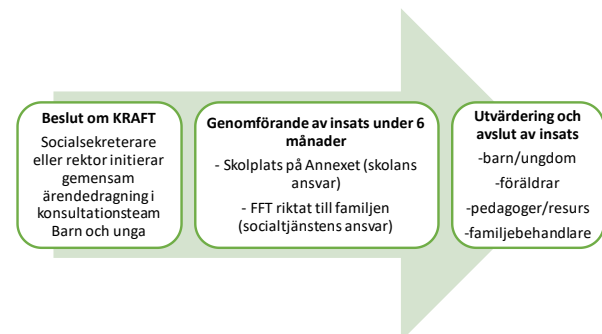 Beslut om KRAFT
Socialsekreterare
eller rektor initierar
gemensam
ärendedragning i
konsultationsteam
Barn och unga
Genomförande av insats under 6
månader
- Skolplats på Annexet (skolans
ansvar)
- FFT riktat till familjen
(socialtjänstens ansvar)
Utvärdering och
avslut av insats
-barn/ungdom
-föräldrar
-pedagoger/resurs
-familjebehandlare